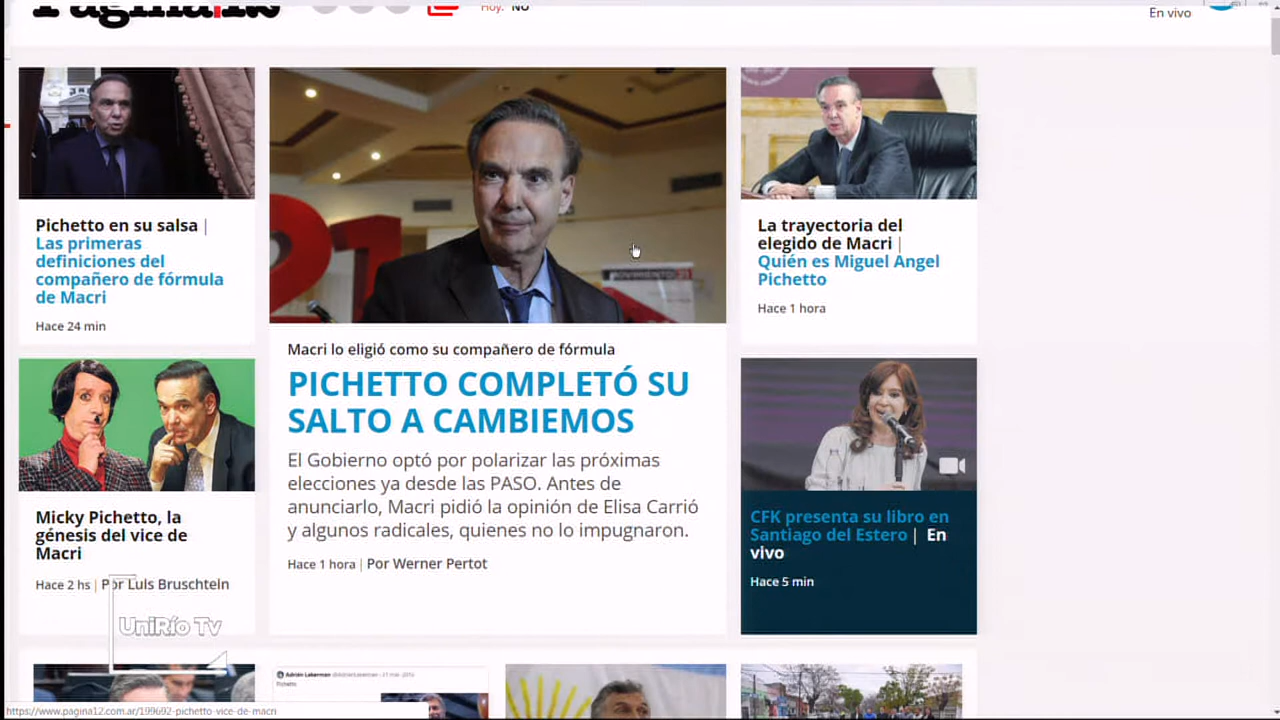 Página12
Hoy: No
En vivo
Pichetto en su salsa |
Las primeras
definiciones del
compañero de fórmula
de Macri
Hace 24 min
21
Macri lo eligió como su compañero de fórmula
PICHETTO COMPLETÓ SU
SALTO A CAMBIEMOS
El Gobierno optó por polarizar las próximas
elecciones ya desde las PASO. Antes de
anunciarlo, Macri pidió la opinión de Elisa Carrió
y algunos radicales, quienes no lo impugnaron.
Hace 1 hora | Por Werner Pertot
La trayectoria del
elegido de Macri |
Quién es Miguel Angel
Pichetto
Hace 1 hora
Micky Pichetto, la
génesis del vice de
Macri
Hace 2 hs | Por Luis Bruschtein
CFK presenta su libro en
Santiago del Estero | En
vivo
Hace 5 min
UniRío Tv
Adrián Lakerman @AdrianLakerman
Pichetto
https://www.pagina12.com.ar/199692-pichetto-vice-de-macri